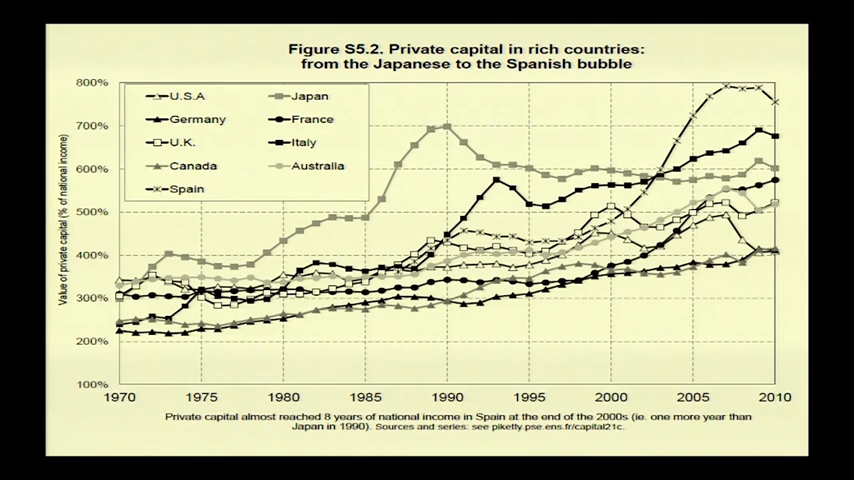 Figure S5.2. Private capital in rich countries:
from the Japanese to the Spanish bubble
Value of private capital (% of national income)
800%
700%
600%
500%
400%
300%
200%
100%
U.S.A
Japan
Germany
France
U.K.
Italy
Canada
Australia
Spain
1970
1975
1980
1985
1990
1995
2000
2005
2010
Private capital almost reached 8 years of national income in Spain at the end of the 2000s (ie. one more year than
Japan in 1990). Sources and series: see piketty.pse.ens.fr/capital21c.